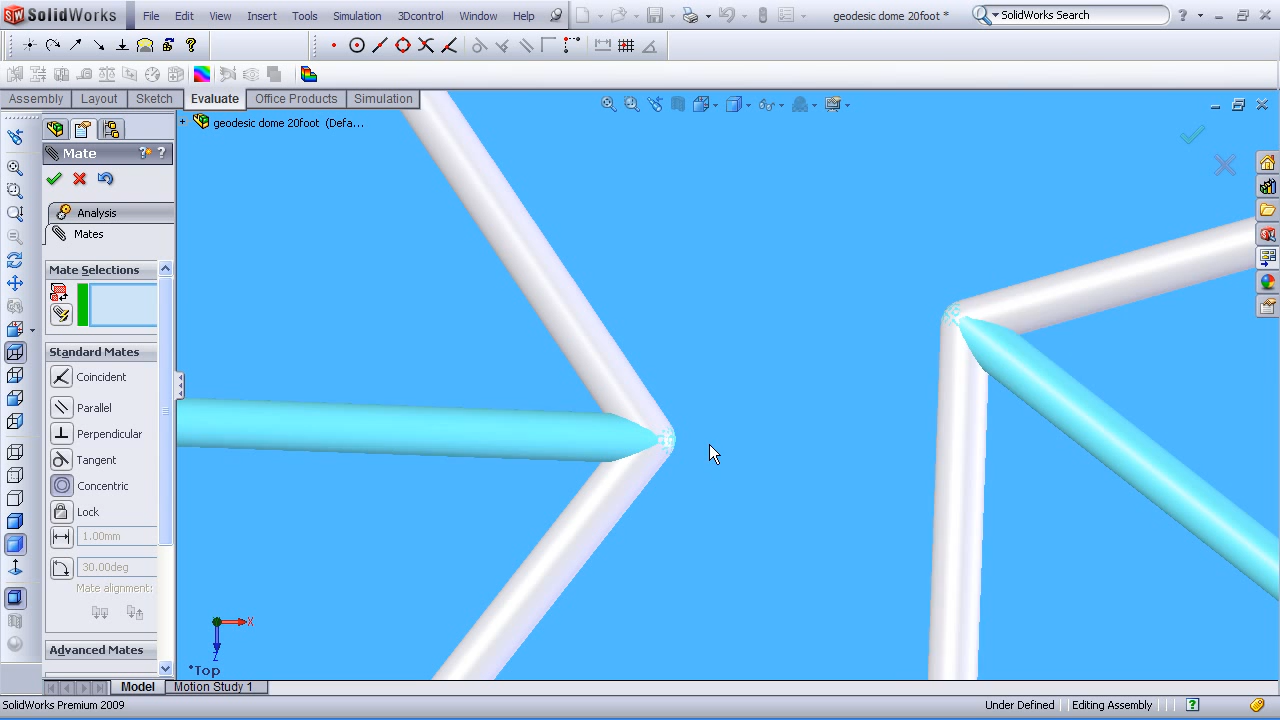 SolidWorks File Edit View Insert Tools Simulation 3Dcontrol Window Help geodesic dome 20foot * SolidWorks Search
Assembly Layout Sketch Evaluate Office Products Simulation
geodesic dome 20foot (Defa...
Mate
Analysis
Mates
Mate Selections
Standard Mates
Coincident
Parallel
Perpendicular
Tangent
Concentric
Lock
1.00mm
30.00deg
Mate alignment:
Advanced Mates
X
Z
*Top
Model Motion Study 1
SolidWorks Premium 2009 Under Defined Editing Assembly